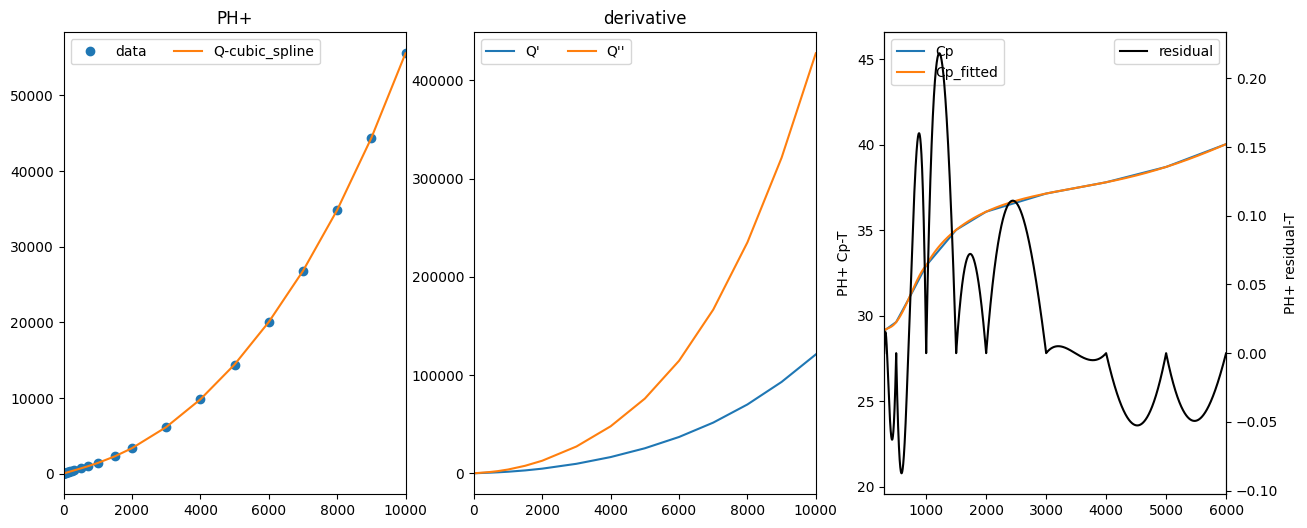 PH+
data
Q-cubic_spline
50000
40000
30000
20000
10000
0
0 2000 4000 6000 8000 10000
derivative
Q'
Q''
400000
300000
200000
100000
0
0 2000 4000 6000 8000 10000
Cp
Cp_fitted
residual
45
40
35
30
25
20
PH+ Cp-T
1000 2000 3000 4000 5000 6000
0.20
0.15
0.10
0.05
0.00
−0.05
−0.10
PH+ residual-T